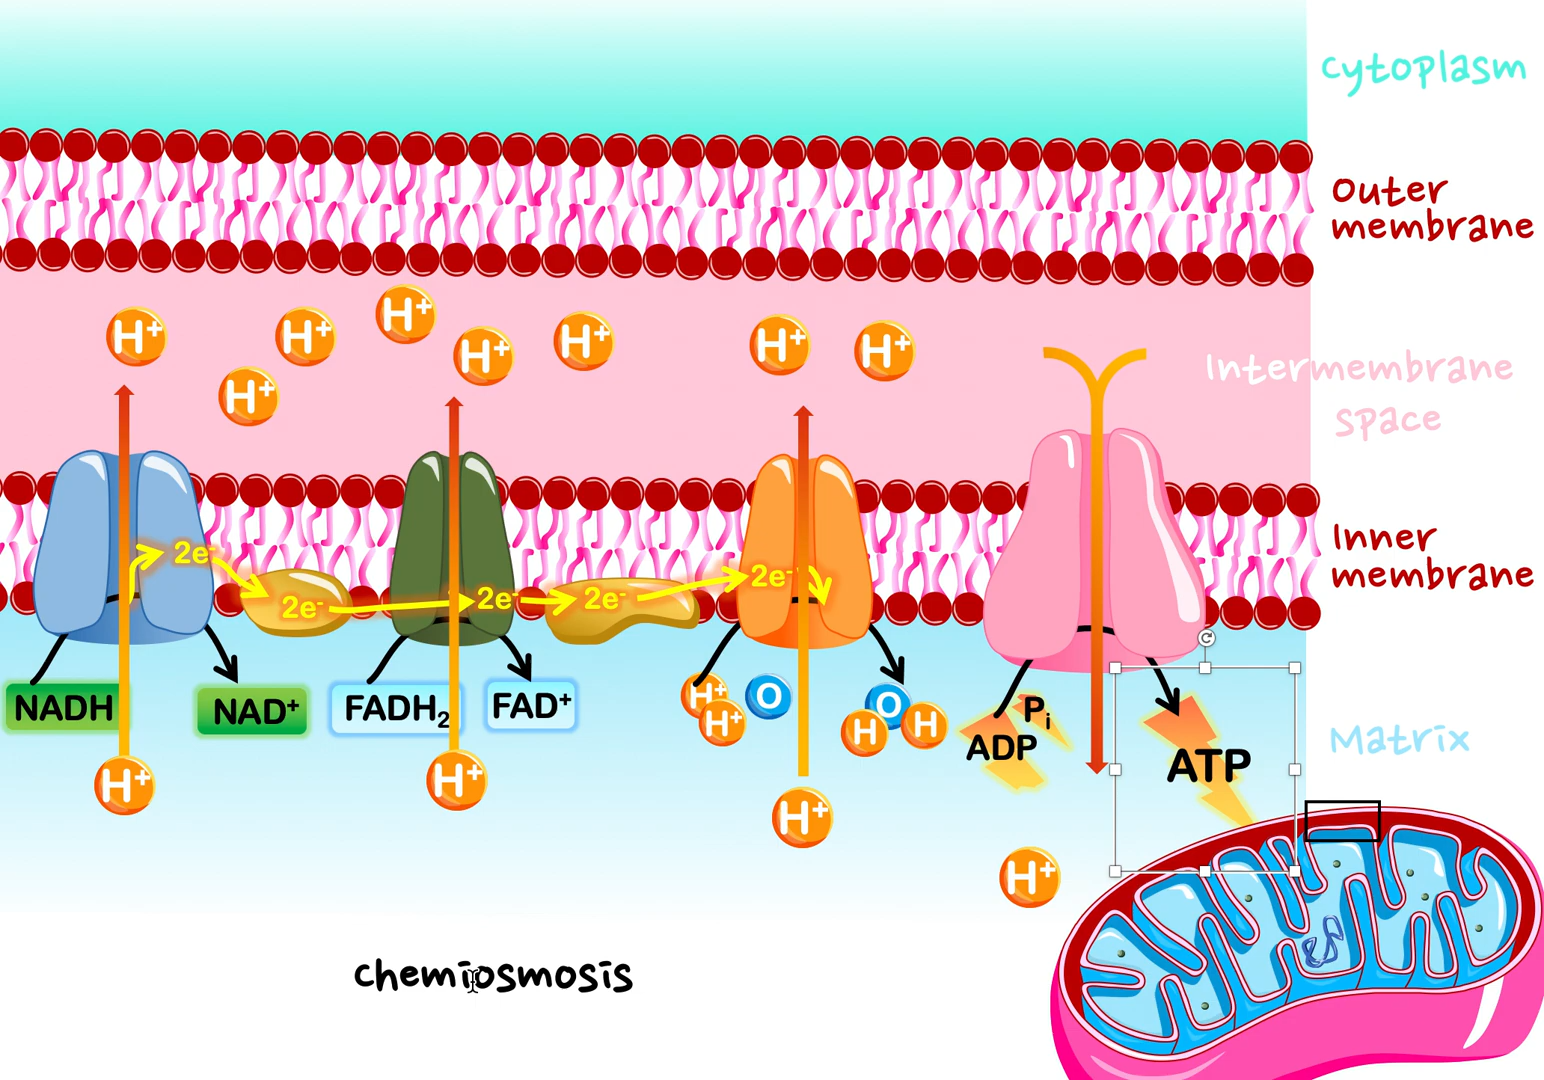 Cytoplasm
Outer
membrane
H⁺ H⁺ H⁺ H⁺ H⁺ H⁺ H⁺
H⁺
Intermembrane
Space
Inner
membrane
2e⁻ 2e⁻ 2e⁻ 2e⁻ 2e⁻
NADH NAD⁺ FADH₂ FAD⁺
H⁺ H⁺ O O H H
Pᵢ
ADP
ATP
Matrix
H⁺ H⁺ H⁺
H⁺
chemiosmosis